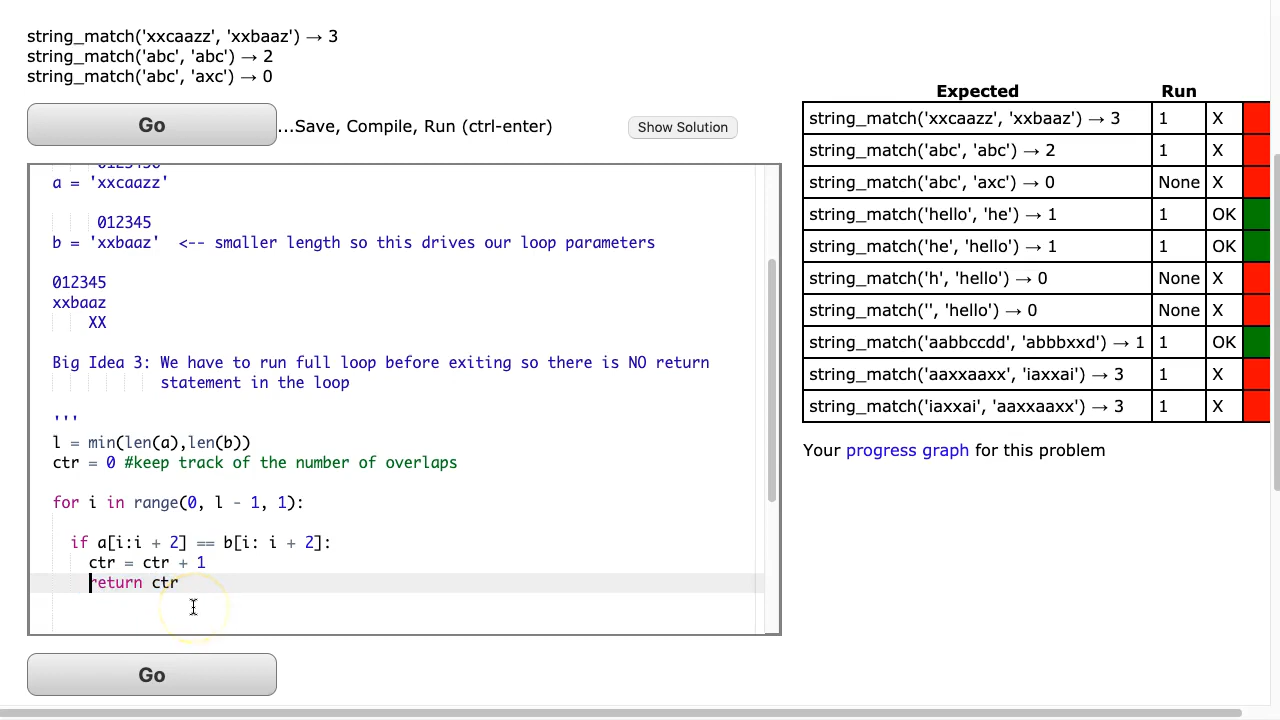 string_match('xxcaazz', 'xxbaaz') → 3
string_match('abc', 'abc') → 2
string_match('abc', 'axc') → 0
Go
...Save, Compile, Run (ctrl-enter)
Show Solution
a = 'xxcaazz'
012345
b = 'xxbaaz' <-- smaller length so this drives our loop parameters
012345
xxbaaz
XX
Big Idea 3: We have to run full loop before exiting so there is NO return
statement in the loop
'''
l = min(len(a),len(b))
ctr = 0 #keep track of the number of overlaps
for i in range(0, l - 1, 1):
if a[i:i + 2] == b[i: i + 2]:
ctr = ctr + 1
return ctr
Go
Expected Run
string_match('xxcaazz', 'xxbaaz') → 3 1 X
string_match('abc', 'abc') → 2 1 X
string_match('abc', 'axc') → 0 None X
string_match('hello', 'he') → 1 1 OK
string_match('he', 'hello') → 1 1 OK
string_match('h', 'hello') → 0 None X
string_match('', 'hello') → 0 None X
string_match('aabbccdd', 'abbbxxd') → 1 1 OK
string_match('aaxxaaxx', 'iaxxai') → 3 1 X
string_match('iaxxai', 'aaxxaaxx') → 3 1 X
Your progress graph for this problem